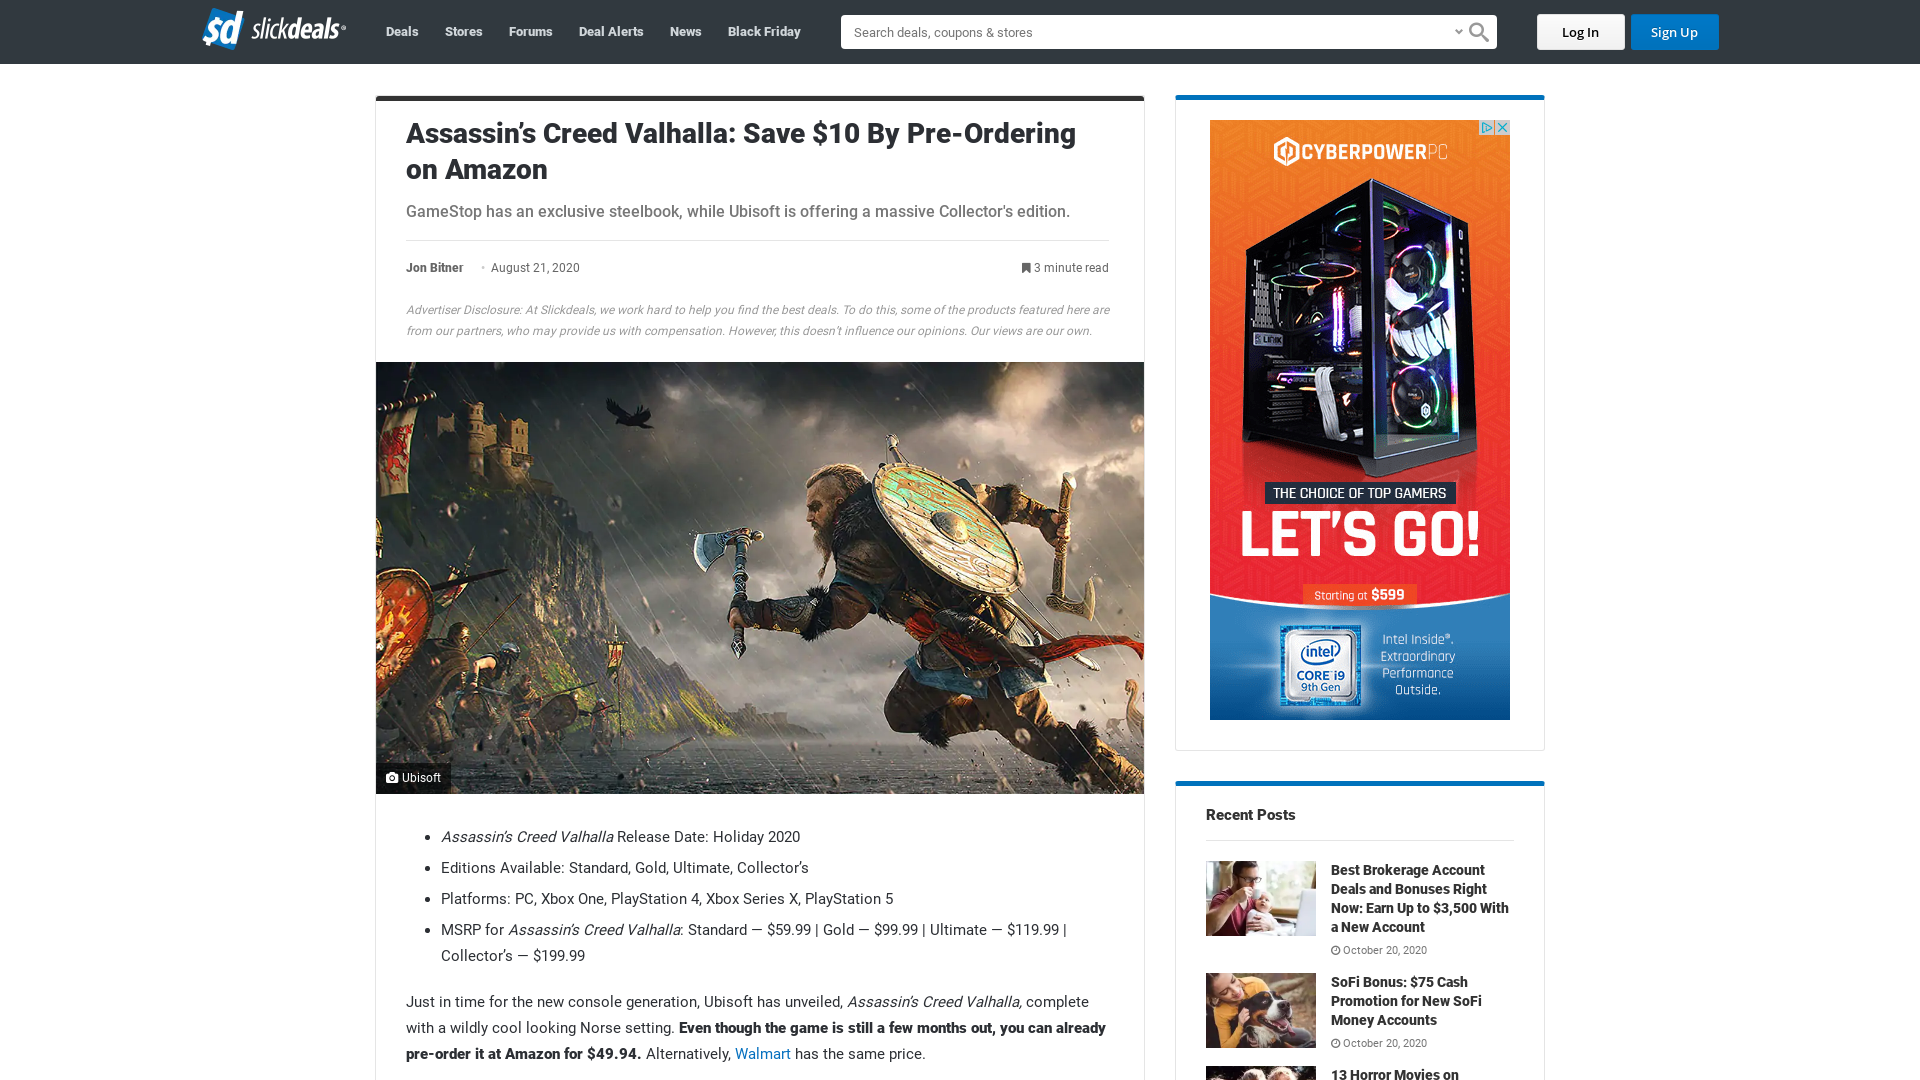 $d slickdeals
Deals
Stores
Forums
Deal Alerts
News
Black Friday
Search deals, coupons & stores
Log In
Sign Up
Assassin’s Creed Valhalla: Save $10 By Pre-Ordering
on Amazon
GameStop has an exclusive steelbook, while Ubisoft is offering a massive Collector's edition.
Jon Bitner • August 21, 2020
3 minute read
Advertiser Disclosure: At Slickdeals, we work hard to help you find the best deals. To do this, some of the products featured here are
from our partners, who may provide us with compensation. However, this doesn’t influence our opinions. Our views are our own.
Ubisoft
• Assassin’s Creed Valhalla Release Date: Holiday 2020
• Editions Available: Standard, Gold, Ultimate, Collector’s
• Platforms: PC, Xbox One, PlayStation 4, Xbox Series X, PlayStation 5
• MSRP for Assassin’s Creed Valhalla: Standard — $59.99 | Gold — $99.99 | Ultimate — $119.99 |
Collector’s — $199.99
Just in time for the new console generation, Ubisoft has unveiled, Assassin’s Creed Valhalla, complete
with a wildly cool looking Norse setting. Even though the game is still a few months out, you can already
pre-order it at Amazon for $49.94. Alternatively, Walmart has the same price.
CYBERPOWERPC
THE CHOICE OF TOP GAMERS
LET'S GO!
Starting at $599
intel
CORE i9
9th Gen
Intel Inside®.
Extraordinary
Performance
Outside.
Recent Posts
Best Brokerage Account
Deals and Bonuses Right
Now: Earn Up to $3,500 With
a New Account
October 20, 2020
SoFi Bonus: $75 Cash
Promotion for New SoFi
Money Accounts
October 20, 2020
13 Horror Movies on